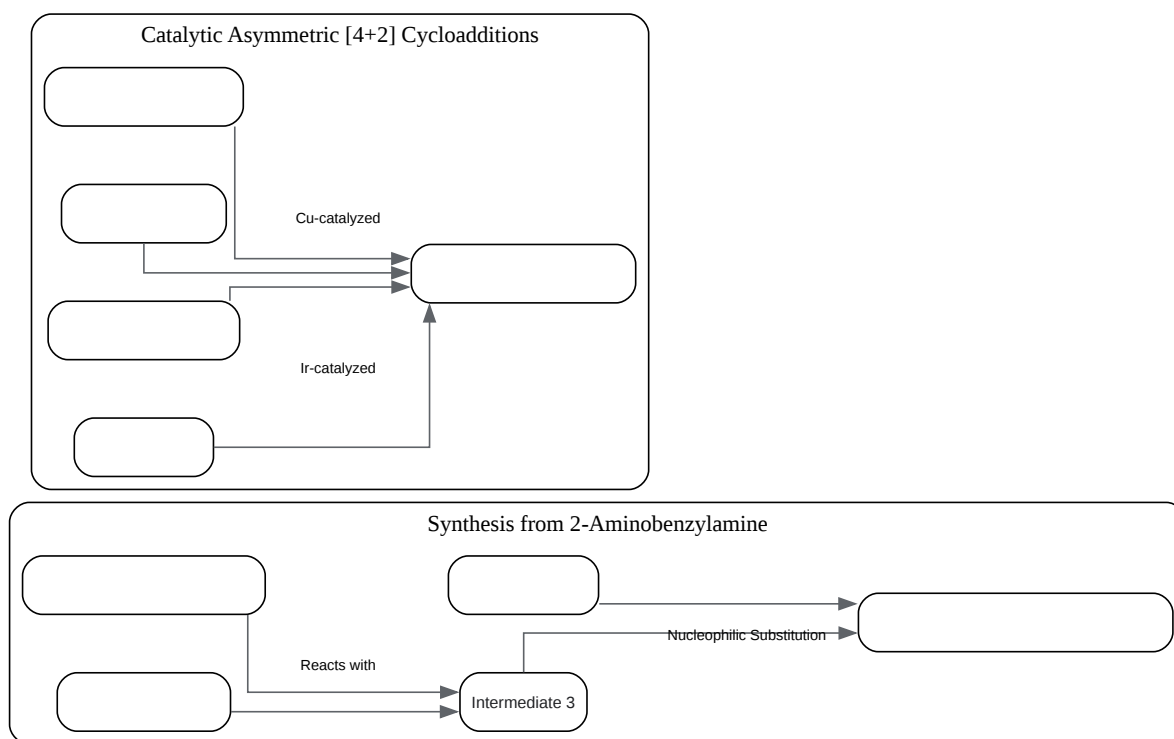 Catalytic Asymmetric [4+2] Cycloadditions
Cu-catalyzed
Ir-catalyzed
Synthesis from 2-Aminobenzylamine
Reacts with
Nucleophilic Substitution
Intermediate 3